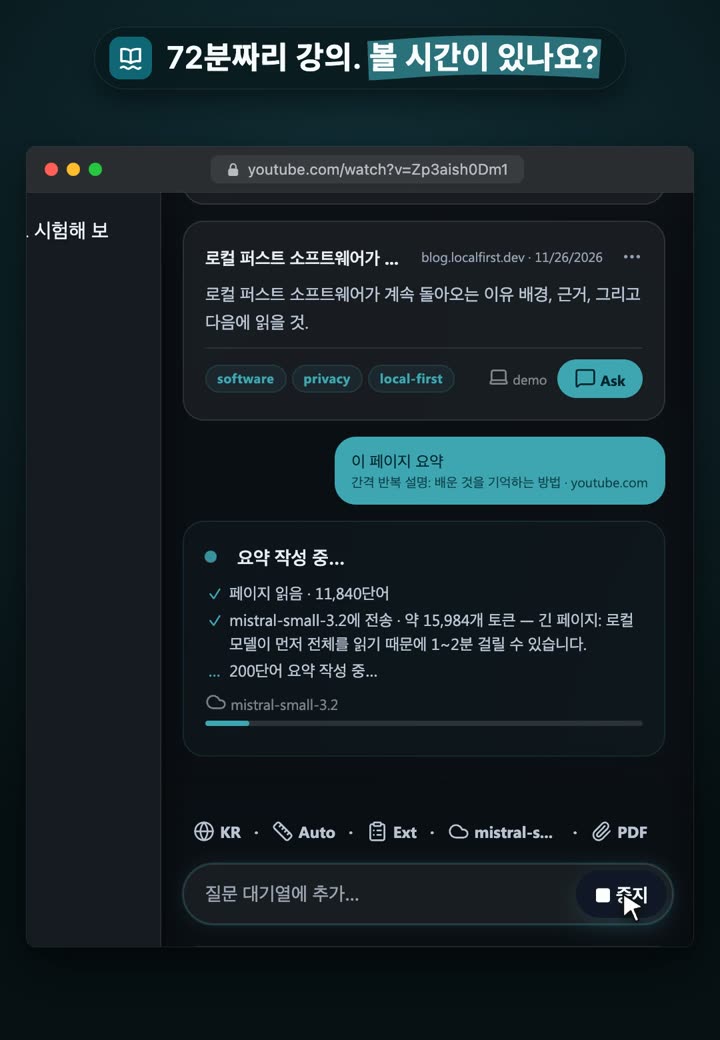 72분짜리 강의. 볼 시간이 있나요?
youtube.com/watch?v=Zp3aish0Dm1
. 시험해 보
로컬 퍼스트 소프트웨어가 ... blog.localfirst.dev · 11/26/2026
로컬 퍼스트 소프트웨어가 계속 돌아오는 이유 배경, 근거, 그리고
다음에 읽을 것.
software privacy local-first demo Ask
이 페이지 요약
간격 반복 설명: 배운 것을 기억하는 방법 · youtube.com
요약 작성 중...
페이지 읽음 · 11,840단어
mistral-small-3.2에 전송 · 약 15,984개 토큰 — 긴 페이지: 로컬
모델이 먼저 전체를 읽기 때문에 1~2분 걸릴 수 있습니다.
... 200단어 요약 작성 중...
mistral-small-3.2
KR · Auto · Ext · mistral-s... · PDF
질문 대기열에 추가...
중지